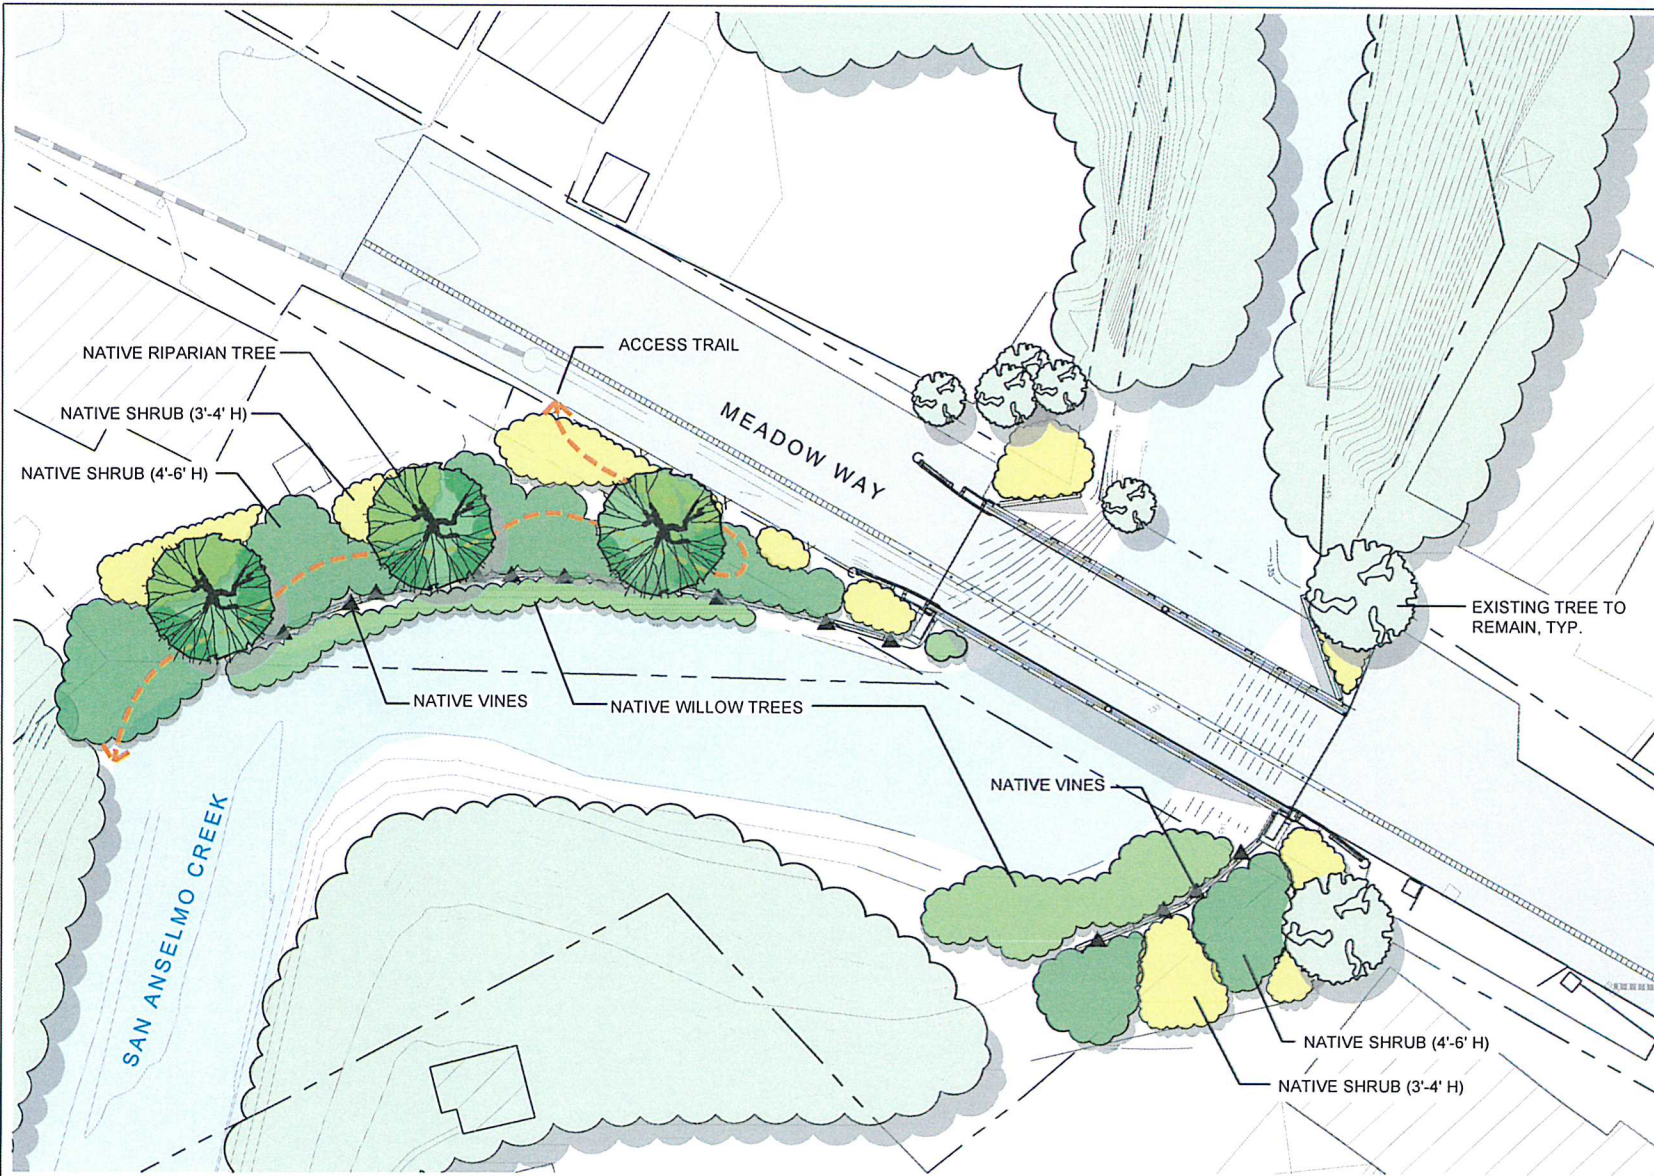 NATIVE RIPARIAN TREE
ACCESS TRAIL
NATIVE SHRUB (3'-4' H)
NATIVE SHRUB (4'-6' H)
MEADOW WAY
EXISTING TREE TO
REMAIN, TYP.
NATIVE VINES
NATIVE WILLOW TREES
NATIVE VINES
SAN ANSELMO CREEK
NATIVE SHRUB (4'-6' H)
NATIVE SHRUB (3'-4' H)